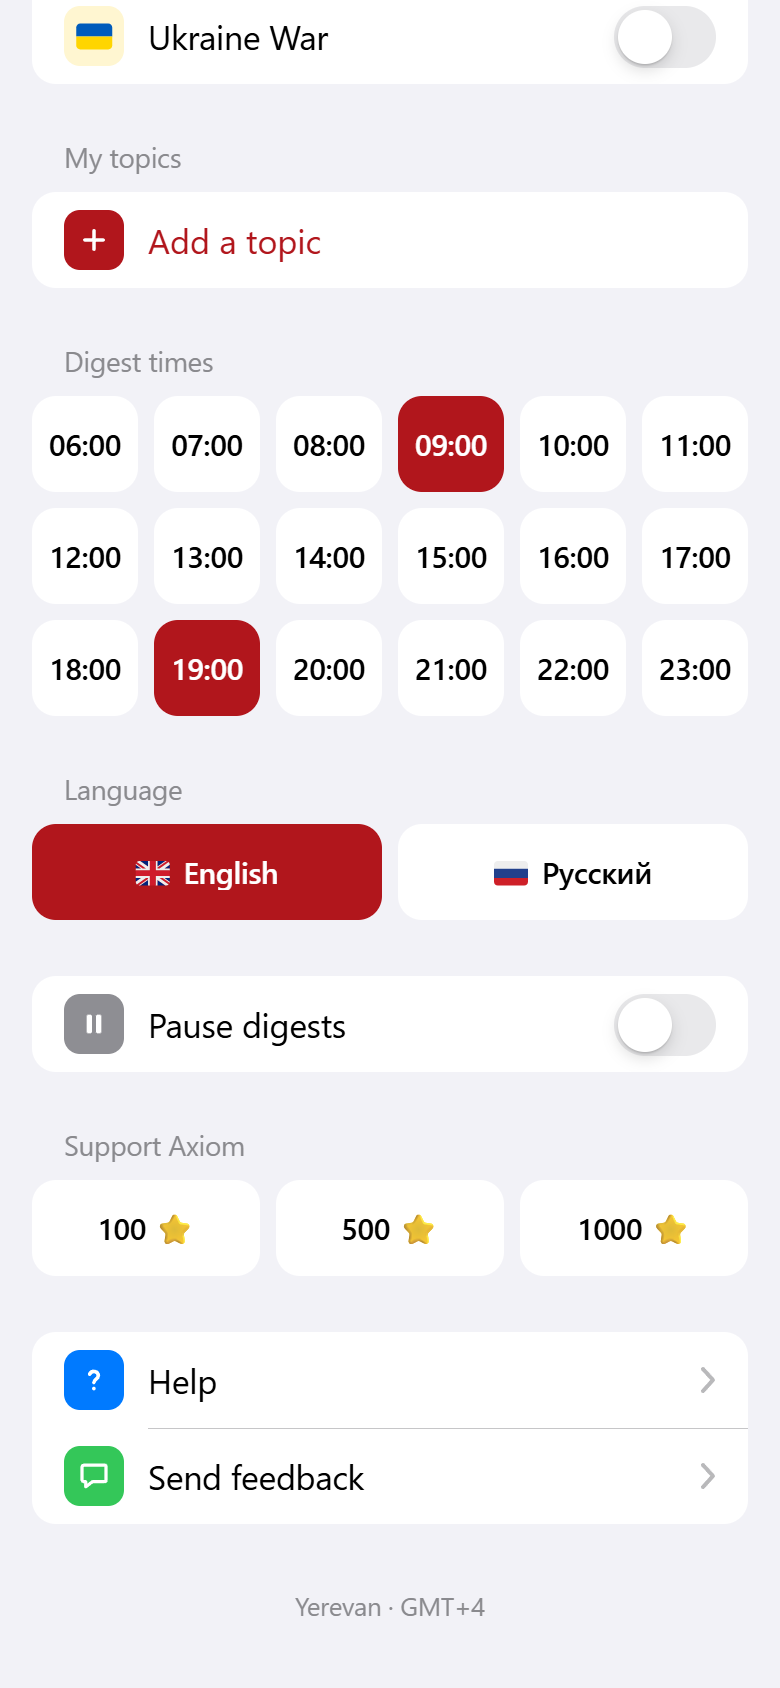 Ukraine War
My topics
Add a topic
Digest times
06:00 07:00 08:00 09:00 10:00 11:00
12:00 13:00 14:00 15:00 16:00 17:00
18:00 19:00 20:00 21:00 22:00 23:00
Language
English Русский
Pause digests
Support Axiom
100 500 1000
? Help
Send feedback
Yerevan · GMT+4